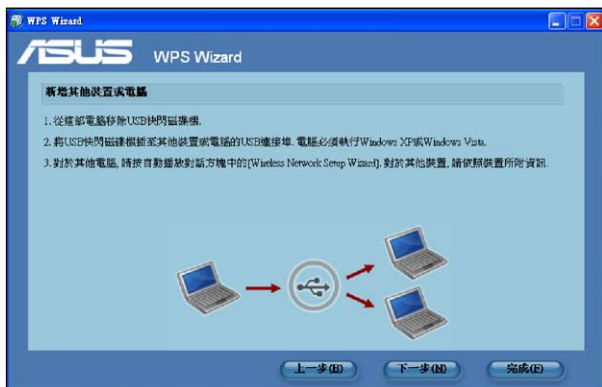 WPS Wizard
ASUS WPS Wizard
新增其他裝置或電腦
1. 從這部電腦移除USB快閃磁碟機.
2. 將USB快閃磁碟機插至其他裝置或電腦的USB連接埠. 電腦必須執行Windows XP或Windows Vista.
3. 對於其他電腦, 請按自動播放對話方塊中的[Wireless Network Setup Wizard]. 對於其他裝置, 請依照裝置所附資訊.
上一步(B) 下一步(N) 完成(F)